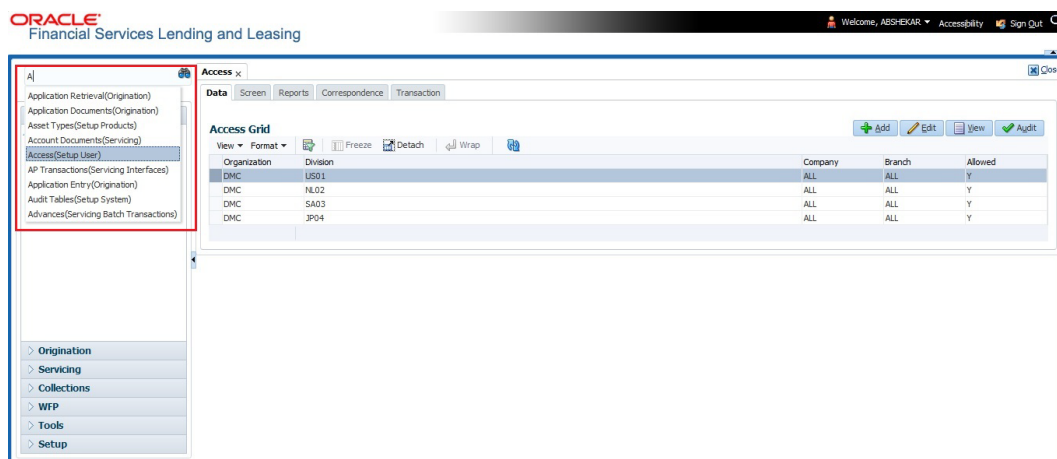 ORACLE
Financial Services Lending and Leasing
Welcome, ABSHEKAR Accessibility Sign Out
A
Application Retrieval(Origination)
Application Documents(Origination)
Asset Types(Setup Products)
Account Documents(Servicing)
Access(Setup User)
AP Transactions(Servicing Interfaces)
Application Entry(Origination)
Audit Tables(Setup System)
Advances(Servicing Batch Transactions)
Origination
Servicing
Collections
WFP
Tools
Setup
Access x
Clos
Data Screen Reports Correspondence Transaction
Access Grid
Add Edit View Audit
View Format Freeze Detach Wrap
Organization Division Company Branch Allowed
DMC US01 ALL ALL Y
DMC NL02 ALL ALL Y
DMC SA03 ALL ALL Y
DMC JP04 ALL ALL Y